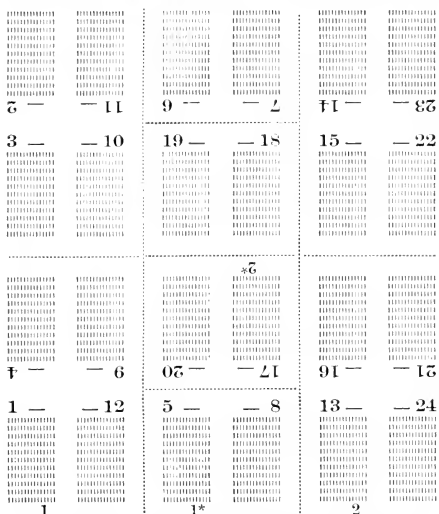 2 — — 11 6 — — 7 14 — — 23
3 — — 10 19 — — 18 15 — — 22
2*
4 — — 9 20 — — 17 16 — — 21
1 — — 12 5 — — 8 13 — — 24
1 1* 2